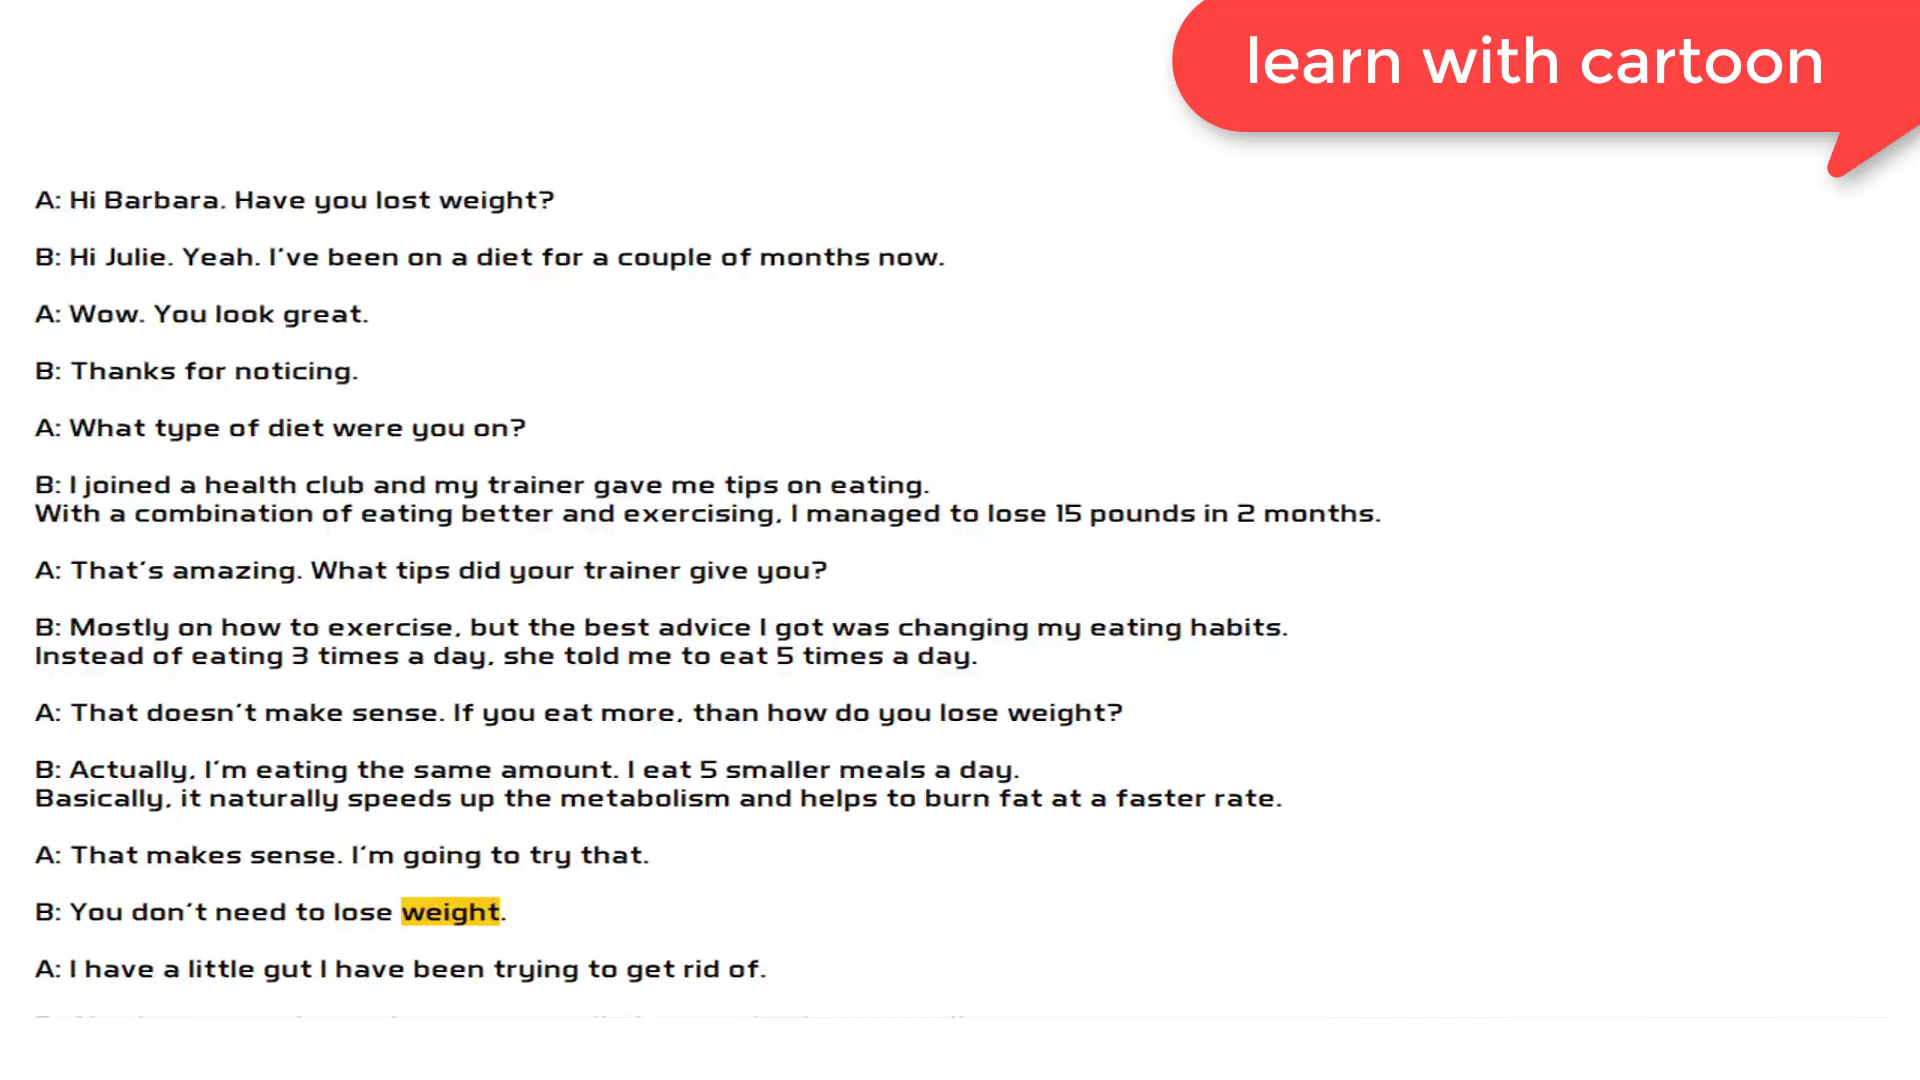 learn with cartoon
A: Hi Barbara. Have you lost weight?
B: Hi Julie. Yeah. I've been on a diet for a couple of months now.
A: Wow. You look great.
B: Thanks for noticing.
A: What type of diet were you on?
B: I joined a health club and my trainer gave me tips on eating.
With a combination of eating better and exercising, I managed to lose 15 pounds in 2 months.
A: That's amazing. What tips did your trainer give you?
B: Mostly on how to exercise, but the best advice I got was changing my eating habits.
Instead of eating 3 times a day, she told me to eat 5 times a day.
A: That doesn't make sense. If you eat more, than how do you lose weight?
B: Actually, I'm eating the same amount. I eat 5 smaller meals a day.
Basically, it naturally speeds up the metabolism and helps to burn fat at a faster rate.
A: That makes sense. I'm going to try that.
B: You don't need to lose weight.
A: I have a little gut I have been trying to get rid of.